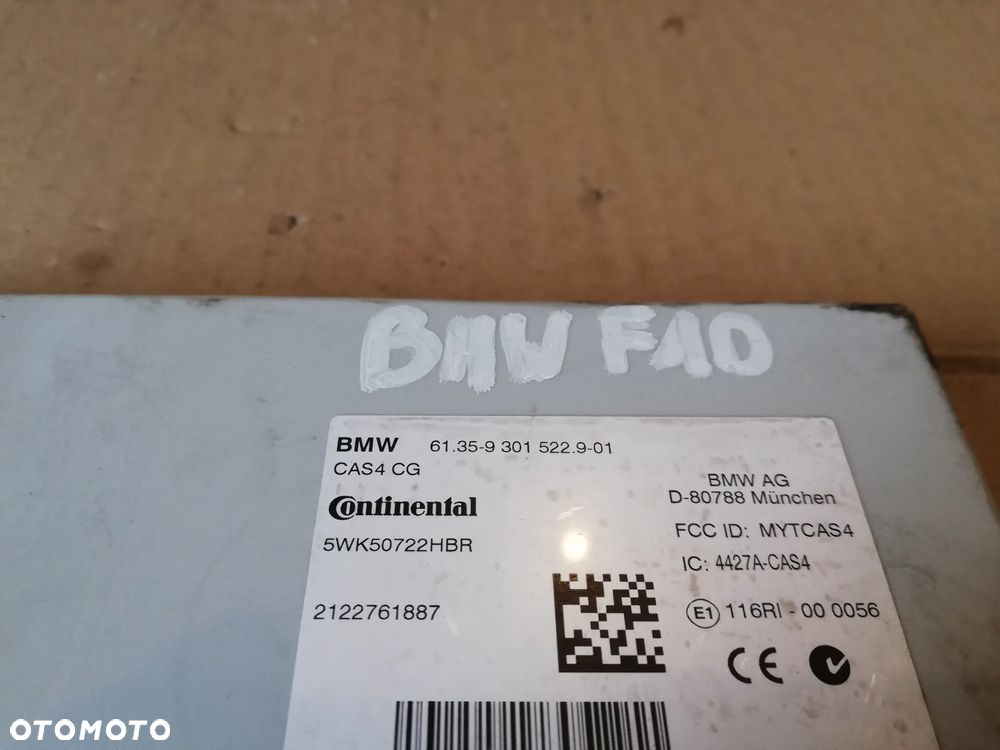 BMW F10
BMW 61.35-9 301 522.9-01
CAS4 CG
Continental
5WK50722HBR
2122761887
BMW AG
D-80788 München
FCC ID: MYTCAS4
IC: 4427A-CAS4
E1 116RI - 00 0056
CE
OTOMOTO